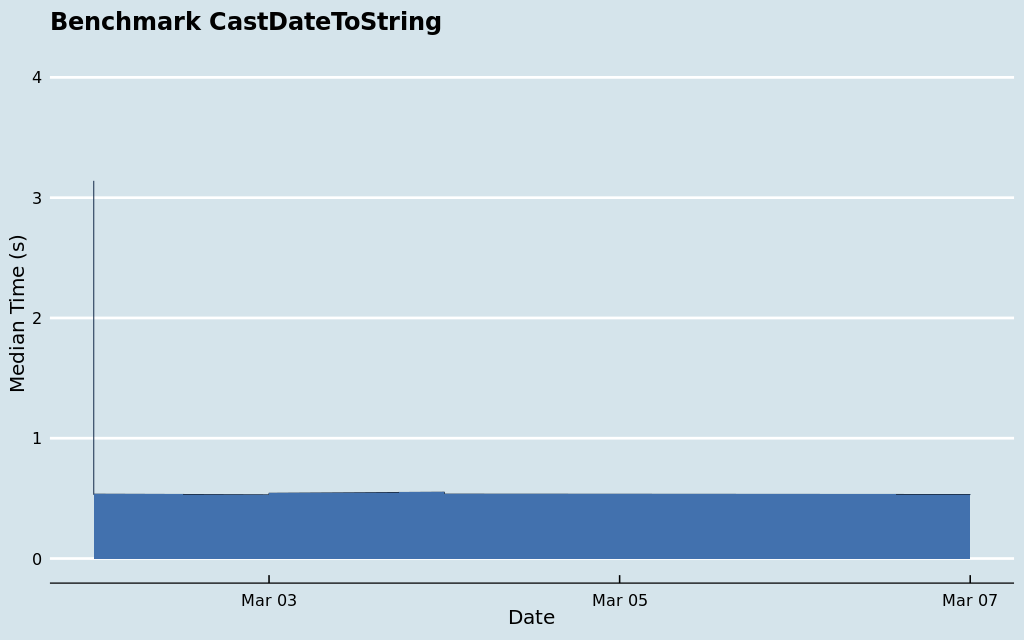 Benchmark CastDateToString
4
3
2
1
0
Median Time (s)
Mar 03
Mar 05
Mar 07
Date